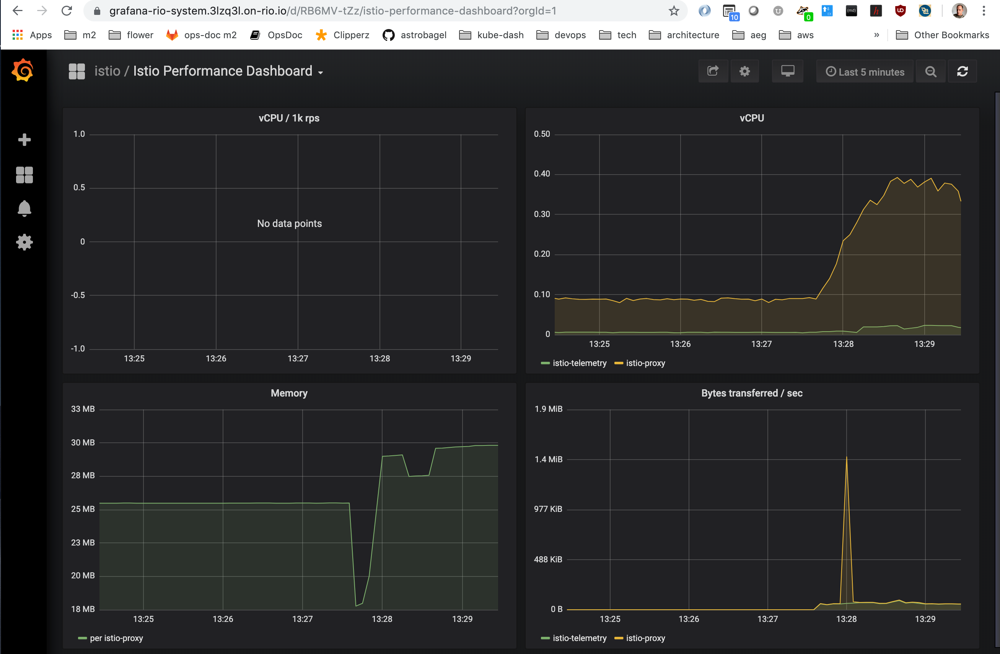 grafana-rio-system.3lzq3l.on-rio.io/d/RB6MV-tZz/istio-performance-dashboard?orgId=1
10
U
0
EX
(md)
h
UO
Apps m2 flower ops-doc m2 OpsDoc Clipperz astrobagel kube-dash devops tech architecture aeg aws » Other Bookmarks
istio / Istio Performance Dashboard
Last 5 minutes
vCPU / 1k rps
1.0
0.5
0
-0.5
-1.0
No data points
13:25 13:26 13:27 13:28 13:29
vCPU
0.50
0.40
0.30
0.20
0.10
0
13:25 13:26 13:27 13:28 13:29
istio-telemetry istio-proxy
Memory
33 MB
30 MB
28 MB
25 MB
23 MB
20 MB
18 MB
13:25 13:26 13:27 13:28 13:29
per istio-proxy
Bytes transferred / sec
1.9 MiB
1.4 MiB
977 KiB
488 KiB
0 B
13:25 13:26 13:27 13:28 13:29
istio-telemetry istio-proxy